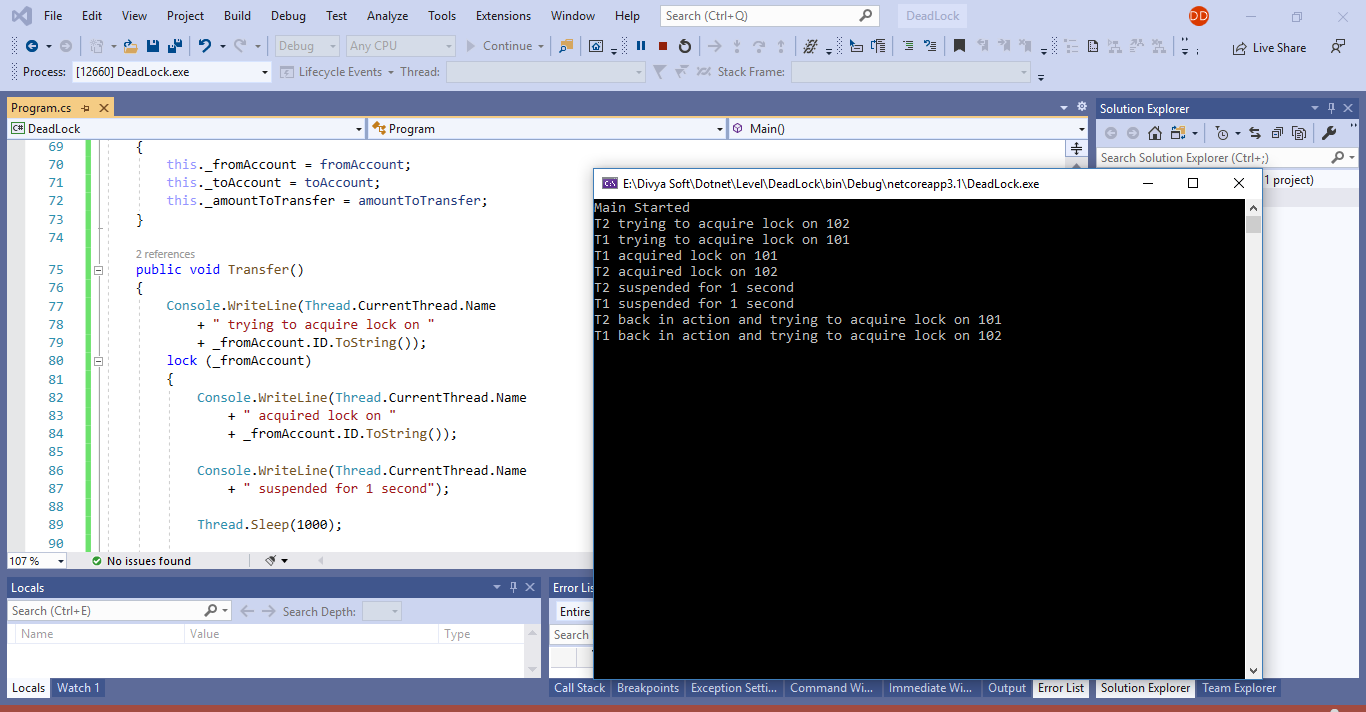 File Edit View Project Build Debug Test Analyze Tools Extensions Window Help Search (Ctrl+Q) DeadLock DD
Debug Any CPU Continue Live Share
Process: [12660] DeadLock.exe Lifecycle Events Thread: Stack Frame:
Program.cs
DeadLock Program Main()
69 {
70 this._fromAccount = fromAccount;
71 this._toAccount = toAccount;
72 this._amountToTransfer = amountToTransfer;
73 }
74
2 references
75 public void Transfer()
76 {
77 Console.WriteLine(Thread.CurrentThread.Name
78 + " trying to acquire lock on "
79 + _fromAccount.ID.ToString());
80 lock (_fromAccount)
81 {
82 Console.WriteLine(Thread.CurrentThread.Name
83 + " acquired lock on "
84 + _fromAccount.ID.ToString());
85
86 Console.WriteLine(Thread.CurrentThread.Name
87 + " suspended for 1 second");
88
89 Thread.Sleep(1000);
90
107 % No issues found
E:\Divya Soft\Dotnet\Level\DeadLock\bin\Debug\netcoreapp3.1\DeadLock.exe
Main Started
T2 trying to acquire lock on 102
T1 trying to acquire lock on 101
T1 acquired lock on 101
T2 acquired lock on 102
T2 suspended for 1 second
T1 suspended for 1 second
T2 back in action and trying to acquire lock on 101
T1 back in action and trying to acquire lock on 102
Solution Explorer
Search Solution Explorer (Ctrl+;)
1 project)
Locals
Search (Ctrl+E) Search Depth:
Name Value Type
Locals Watch 1
Error Lis
Entire
Search
Call Stack Breakpoints Exception Setti... Command Wi... Immediate Wi... Output Error List Solution Explorer Team Explorer